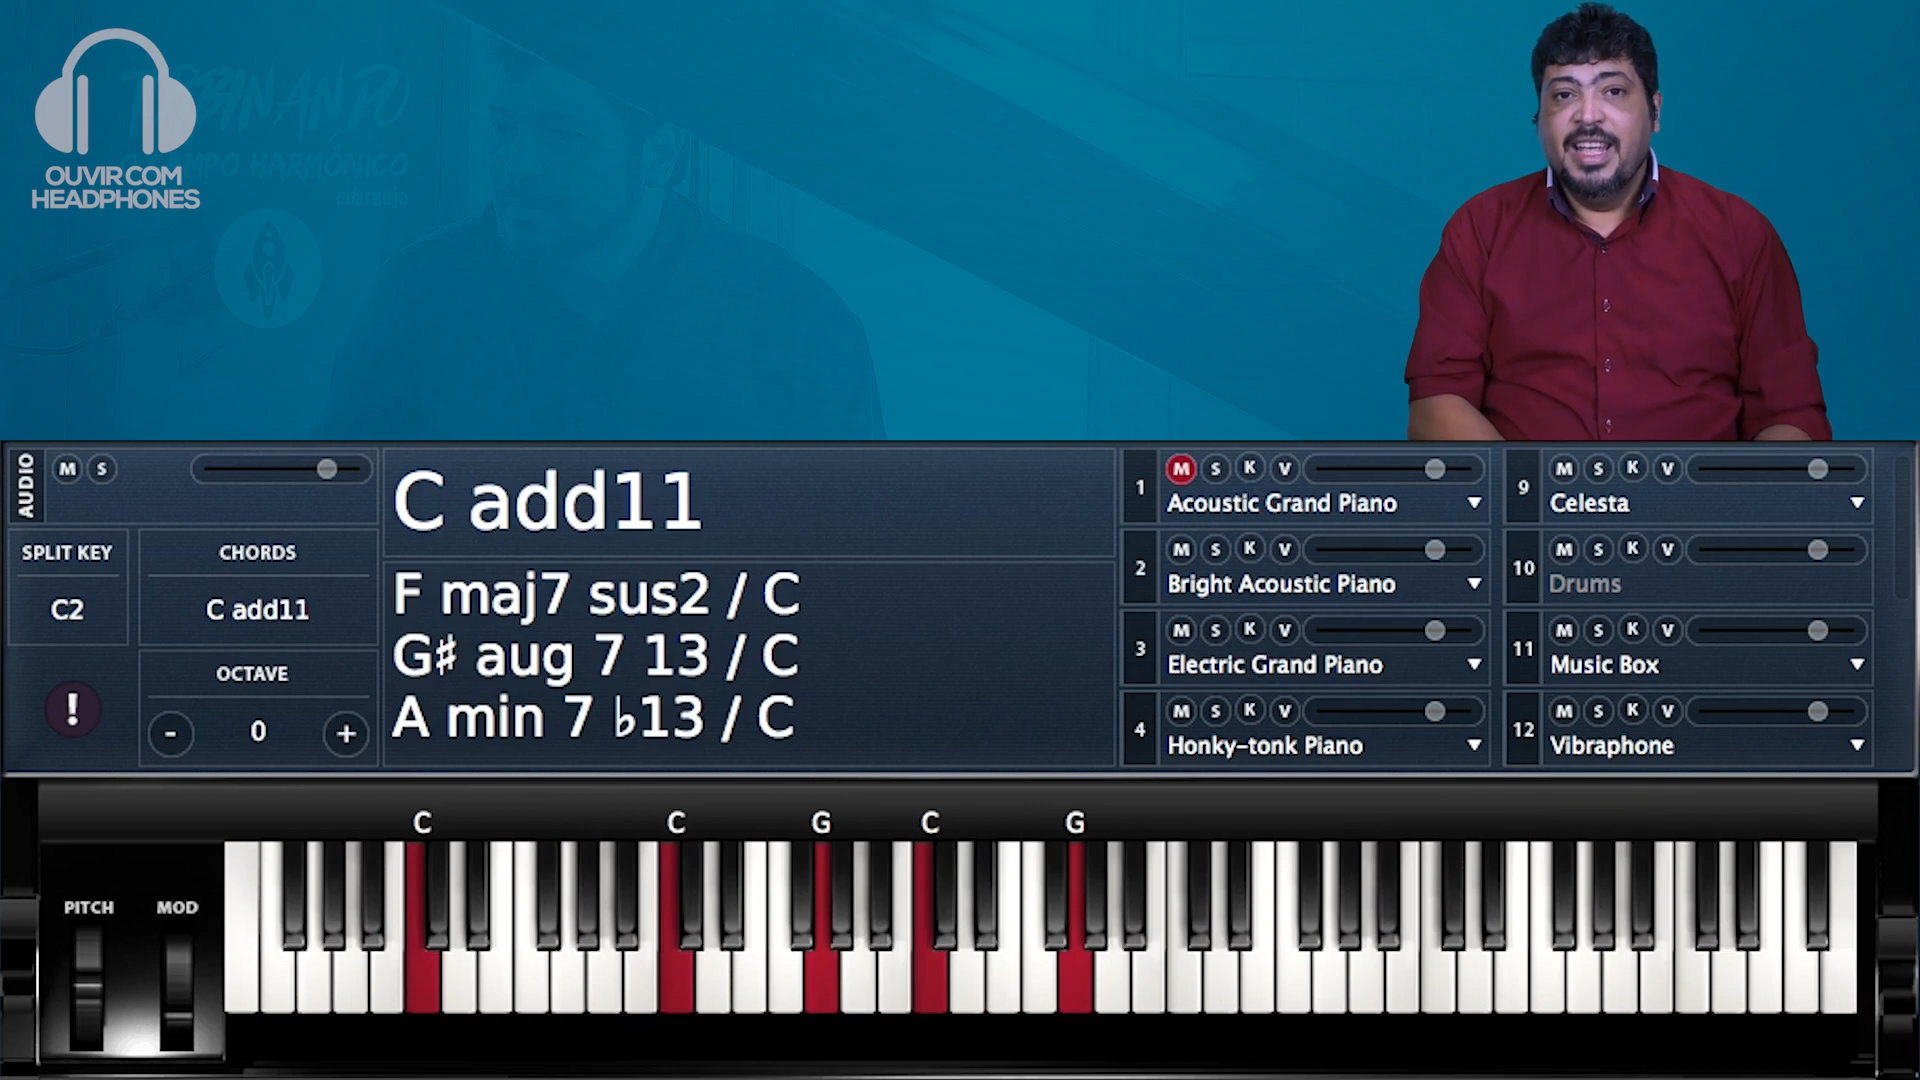 OUVIR COM
HEADPHONES
CAMPO HARMÔNICO
AUDIO
M S
SPLIT KEY
C2
!
CHORDS
C add11
OCTAVE
- 0 +
C add11
F maj7 sus2 / C
G♯ aug 7 13 / C
A min 7 ♭13 / C
1 M S K V
Acoustic Grand Piano
2 M S K V
Bright Acoustic Piano
3 M S K V
Electric Grand Piano
4 M S K V
Honky-tonk Piano
9 M S K V
Celesta
10 M S K V
Drums
11 M S K V
Music Box
12 M S K V
Vibraphone
C C G C G
PITCH MOD